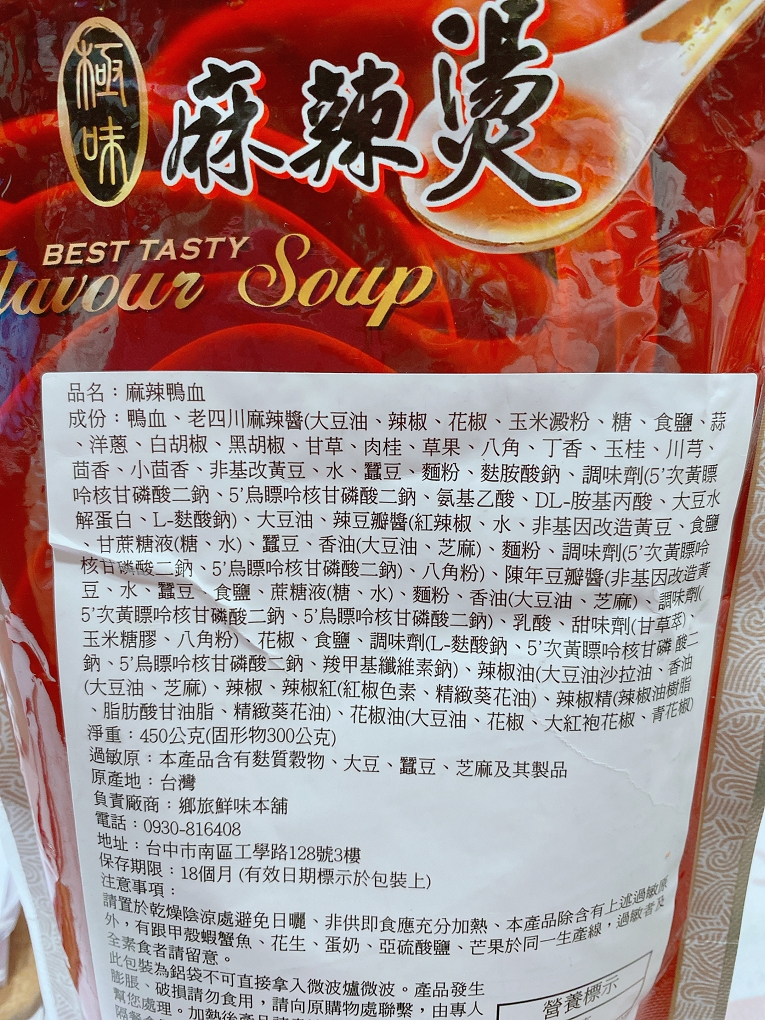 極味
麻辣燙
BEST TASTY
Flavour Soup
品名：麻辣鴨血
成份：鴨血、老四川麻辣醬(大豆油、辣椒、花椒、玉米澱粉、糖、食鹽、蒜
、洋蔥、白胡椒、黑胡椒、甘草、肉桂、草果、八角、丁香、玉桂、川芎、
茴香、小茴香、非基改黃豆、水、蠶豆、麵粉、麩胺酸鈉、調味劑(5’次黃嘌
呤核甘磷酸二鈉、5’鳥嘌呤核甘磷酸二鈉、氨基乙酸、DL-胺基丙酸、大豆水
解蛋白、L-麩酸鈉)、大豆油、辣豆瓣醬(紅辣椒、水、非基因改造黃豆、食鹽
、甘蔗糖液(糖、水)、蠶豆、香油(大豆油、芝麻)、麵粉、調味劑(5’次黃嘌呤
核甘磷酸二鈉、5’鳥嘌呤核甘磷酸二鈉)、八角粉)、陳年豆瓣醬(非基因改造黃
豆、水、蠶豆、食鹽、蔗糖液(糖、水)、麵粉、香油(大豆油、芝麻)、調味劑(
5’次黃嘌呤核甘磷酸二鈉、5’鳥嘌呤核甘磷酸二鈉)、乳酸、甜味劑(甘草萃)、
玉米糖膠、八角粉)、花椒、食鹽、調味劑(L-麩酸鈉、5’次黃嘌呤核甘磷酸二
鈉、5’鳥嘌呤核甘磷酸二鈉、羧甲基纖維素鈉)、辣椒油(大豆油沙拉油、香油
(大豆油、芝麻)、辣椒、辣椒紅(紅椒色素、精緻葵花油)、辣椒精(辣椒油樹脂
、脂肪酸甘油脂、精緻葵花油)、花椒油(大豆油、花椒、大紅袍花椒、青花椒)
淨重：450公克(固形物300公克)
過敏原：本產品含有麩質穀物、大豆、蠶豆、芝麻及其製品
原產地：台灣
負責廠商：鄉旅鮮味本舖
電話：0930-816408
地址：台中市南區工學路128號3樓
保存期限：18個月 (有效日期標示於包裝上)
注意事項：
請置於乾燥陰涼處避免日曬、非供即食應充分加熱、本產品除含有上述過敏原
外，有跟甲殼蝦蟹魚、花生、蛋奶、亞硫酸鹽、芒果於同一生產線，過敏者及
全素食者請留意。
此包裝為鋁袋不可直接拿入微波爐微波。產品發生
膨脹、破損請勿食用，請向原購物處聯繫，由專人
幫您處理。加熱後產品請
營養標示